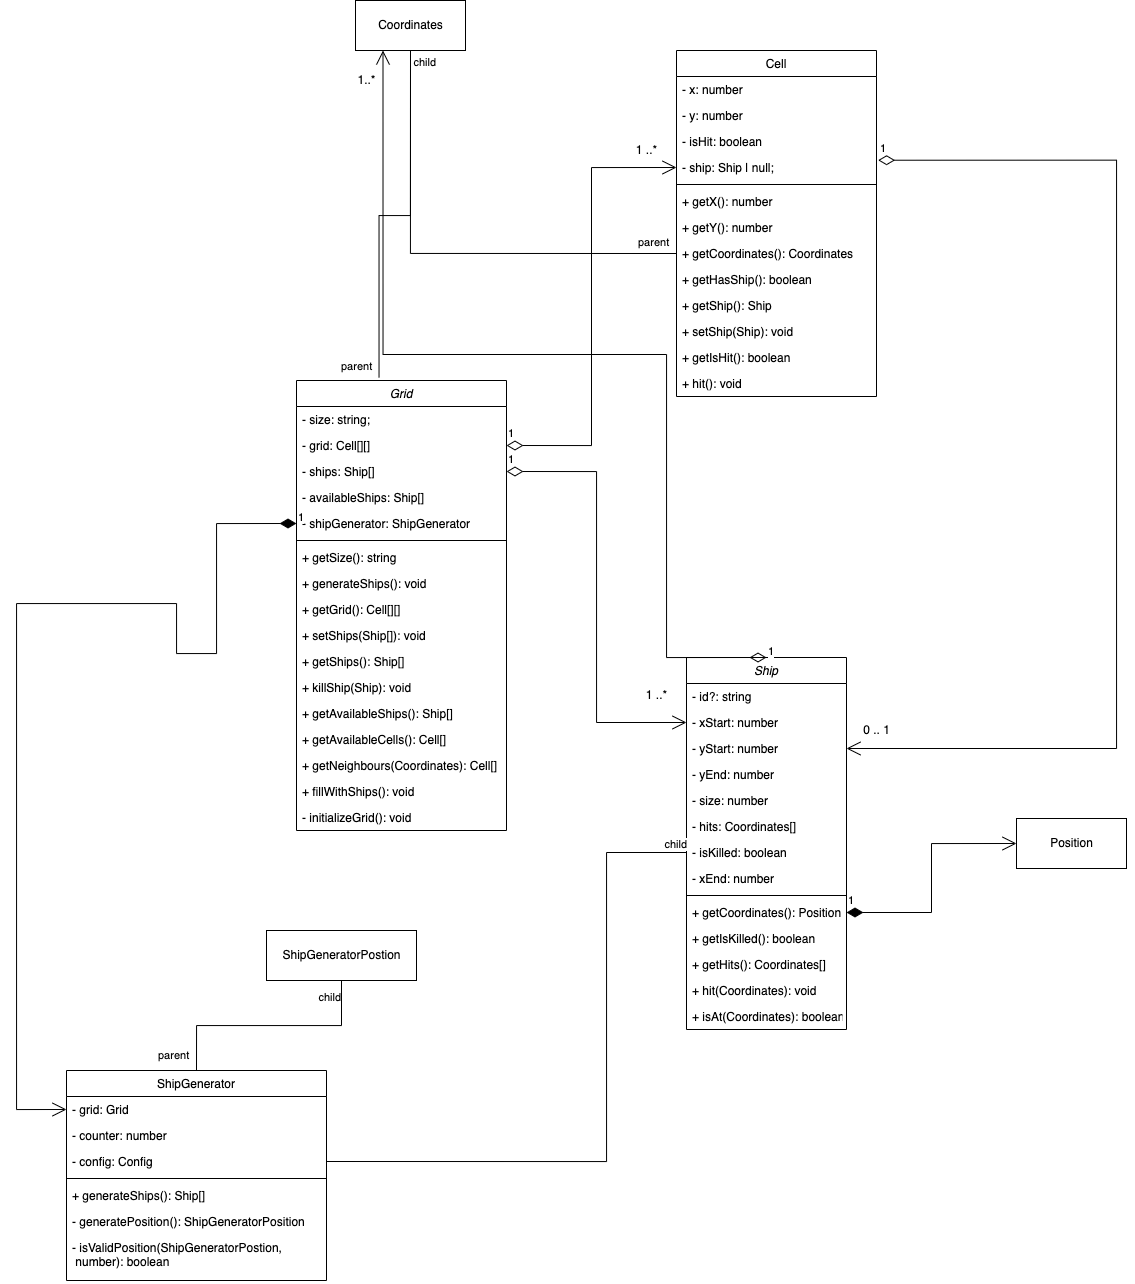 Coordinates
child
1..*
Cell
- x: number
- y: number
- isHit: boolean
- ship: Ship | null;
+ getX(): number
+ getY(): number
+ getCoordinates(): Coordinates
+ getHasShip(): boolean
+ getShip(): Ship
+ setShip(Ship): void
+ getIsHit(): boolean
+ hit(): void
1
1 ..*
parent
parent
Grid
- size: string;
- grid: Cell[][]
- ships: Ship[]
- availableShips: Ship[]
- shipGenerator: ShipGenerator
+ getSize(): string
+ generateShips(): void
+ getGrid(): Cell[][]
+ setShips(Ship[]): void
+ getShips(): Ship[]
+ killShip(Ship): void
+ getAvailableShips(): Ship[]
+ getAvailableCells(): Cell[]
+ getNeighbours(Coordinates): Cell[]
+ fillWithShips(): void
- initializeGrid(): void
1
1
1
1
1 ..*
0 .. 1
Ship
- id?: string
- xStart: number
- yStart: number
- yEnd: number
- size: number
- hits: Coordinates[]
- isKilled: boolean
- xEnd: number
+ getCoordinates(): Position
+ getIsKilled(): boolean
+ getHits(): Coordinates[]
+ hit(Coordinates): void
+ isAt(Coordinates): boolean
child
1
Position
ShipGeneratorPostion
child
parent
ShipGenerator
- grid: Grid
- counter: number
- config: Config
+ generateShips(): Ship[]
- generatePosition(): ShipGeneratorPosition
- isValidPosition(ShipGeneratorPostion,
number): boolean